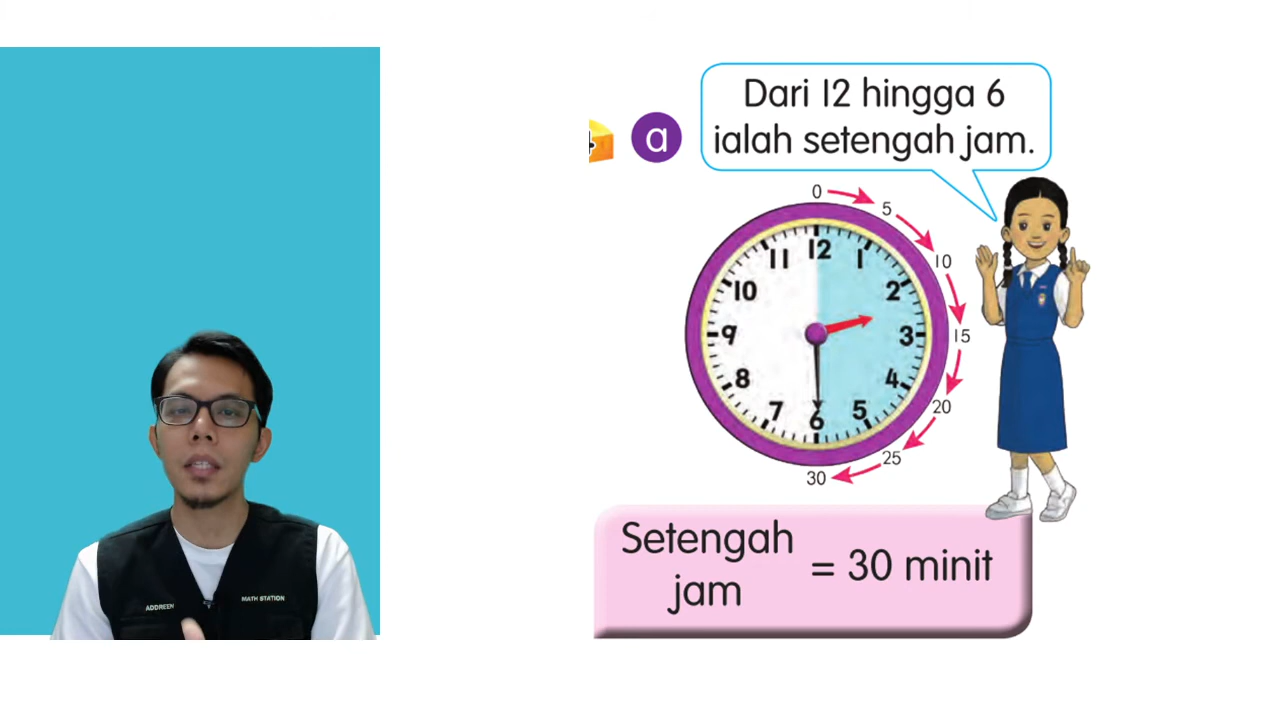 Dari 12 hingga 6
ialah setengah jam.
a
0
5
10
15
20
25
30
12
1
2
3
4
5
6
7
8
9
10
11
Setengah
jam
= 30 minit
ADDREEN
MATH STATION